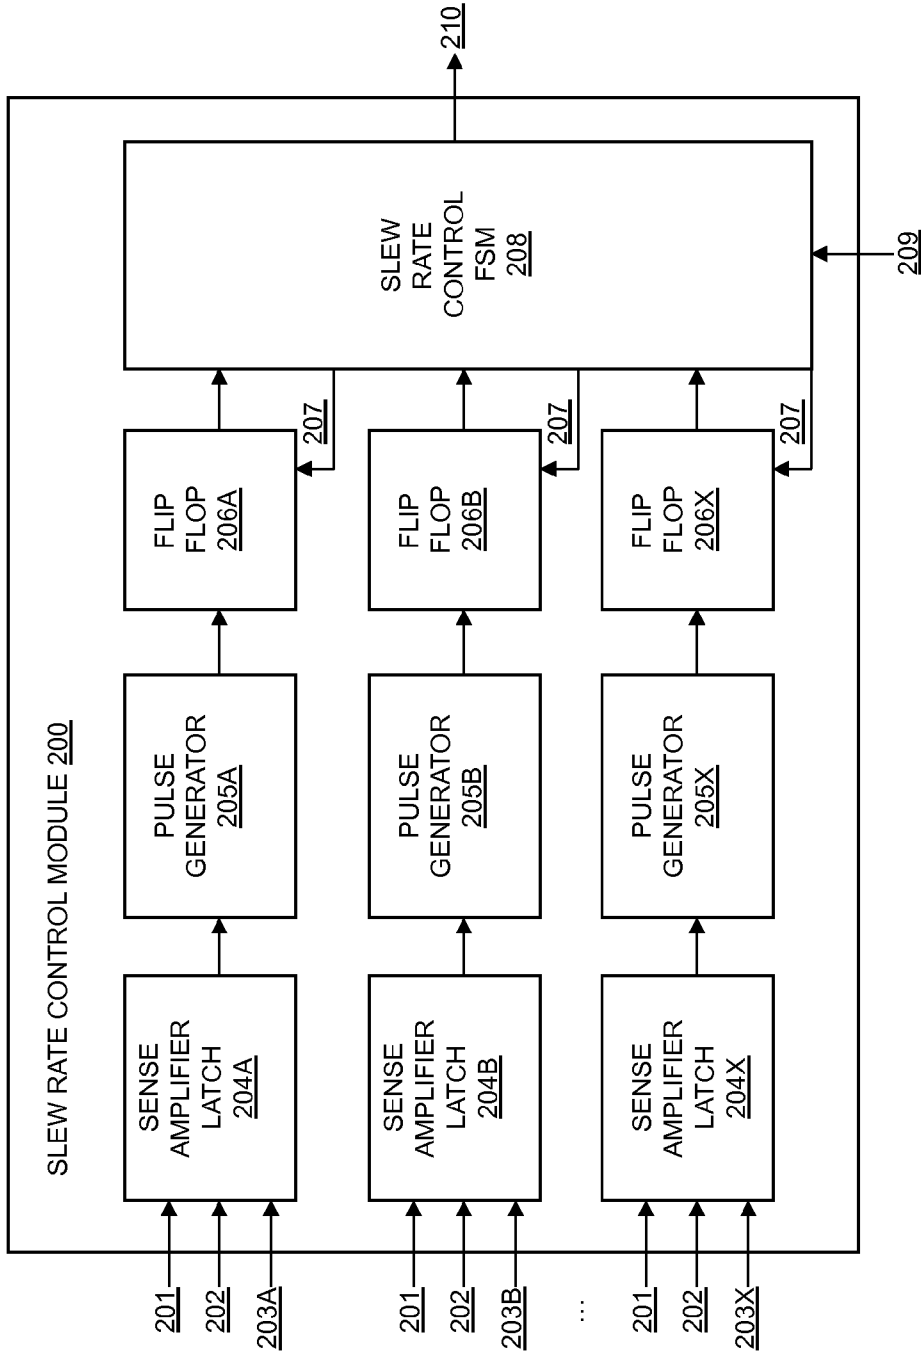 SLEW RATE CONTROL MODULE 200
201
202
203A
SENSE
AMPLIFIER
LATCH
204A
PULSE
GENERATOR
205A
FLIP
FLOP
206A
207
201
202
203B
SENSE
AMPLIFIER
LATCH
204B
PULSE
GENERATOR
205B
FLIP
FLOP
206B
207
...
201
202
203X
SENSE
AMPLIFIER
LATCH
204X
PULSE
GENERATOR
205X
FLIP
FLOP
206X
207
SLEW
RATE
CONTROL
FSM
208
209
210